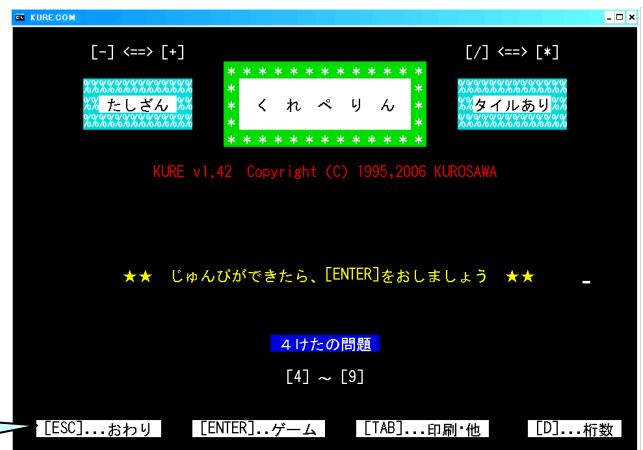 KURE.COM
[-] <==> [+] [/] <==> [*]
たしざん くれぺりん タイルあり
KURE v1.42 Copyright (C) 1995,2006 KUROSAWA
★★ じゅんびができたら、[ENTER]をおしましょう ★★
4けたの問題
[4] ～ [9]
[ESC]...おわり [ENTER]..ゲーム [TAB]...印刷・他 [D]...桁数